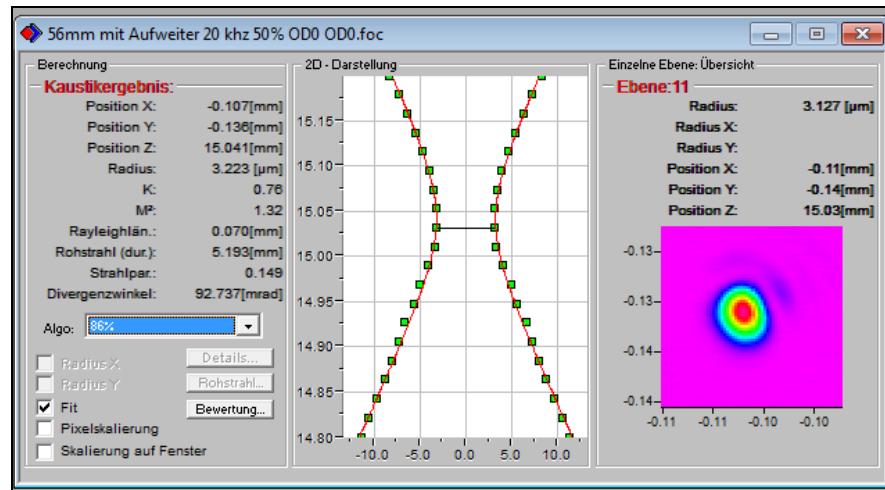 56mm mit Aufweiter 20 khz 50% OD0 OD0.foc
Berechnung
Kaustikergebnis:
Position X: -0.107[mm]
Position Y: -0.136[mm]
Position Z: 15.041[mm]
Radius: 3.223 [µm]
K: 0.76
M²: 1.32
Rayleighlän.: 0.070[mm]
Rohstrahl (dur.): 5.193[mm]
Strahlpar.: 0.149
Divergenzwinkel: 92.737[mrad]
Algo: 86%
Radius X Details...
Radius Y Rohstrahl...
Fit Bewertung...
Pixelskalierung
Skalierung auf Fenster
2D - Darstellung
15.15
15.10
15.05
15.00
14.95
14.90
14.85
14.80
-10.0 -5.0 0.0 5.0 10.0
Einzelne Ebene: Übersicht
Ebene:11
Radius: 3.127 [µm]
Radius X:
Radius Y:
Position X: -0.11[mm]
Position Y: -0.14[mm]
Position Z: 15.03[mm]
-0.13
-0.13
-0.14
-0.14
-0.11 -0.11 -0.10 -0.10